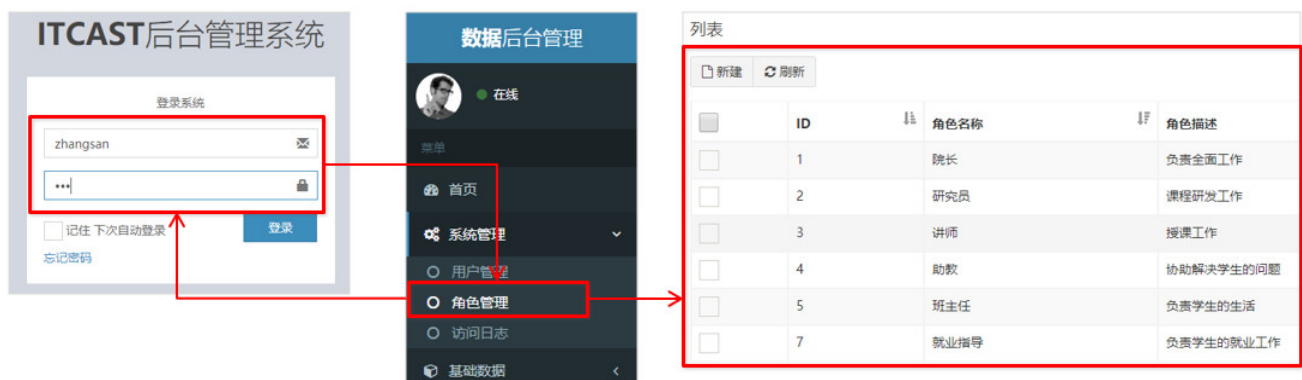 ITCAST后台管理系统
登录系统
zhangsan
•••
记住 下次自动登录
登录
忘记密码
数据后台管理
在线
菜单
首页
系统管理
用户管理
角色管理
访问日志
基础数据
列表
新建 刷新
ID 角色名称 角色描述
1 院长 负责全面工作
2 研究员 课程研发工作
3 讲师 授课工作
4 助教 协助解决学生的问题
5 班主任 负责学生的生活
7 就业指导 负责学生的就业工作